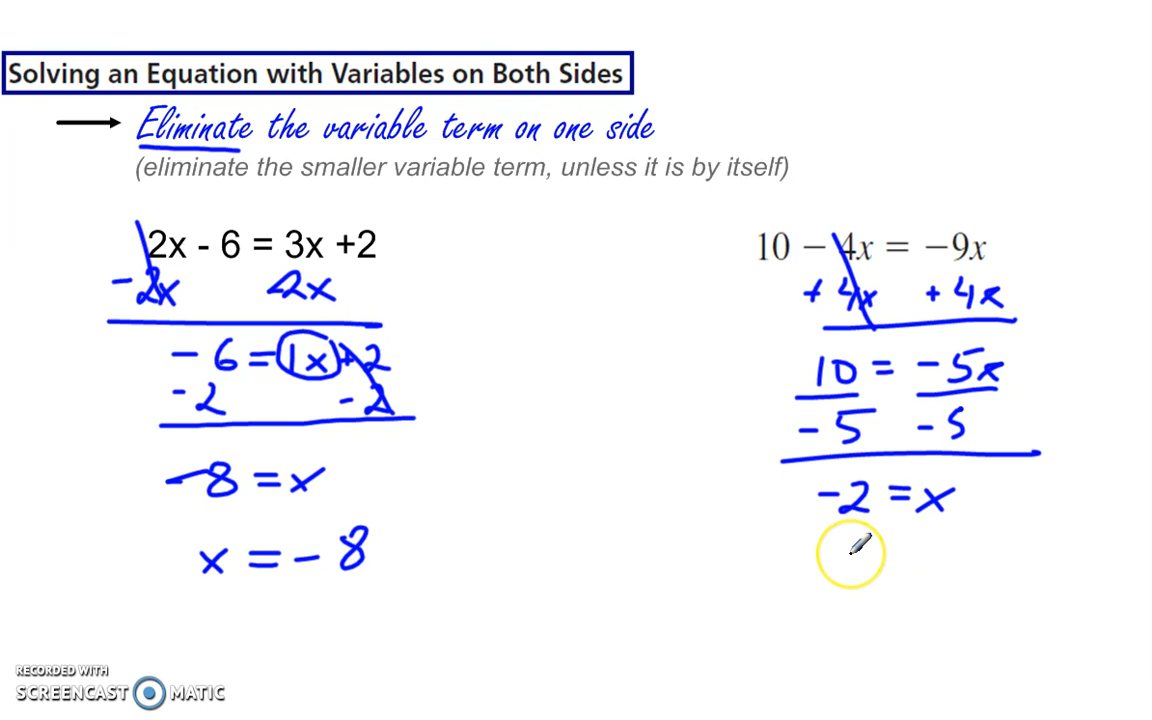 Solving an Equation with Variables on Both Sides
Eliminate the variable term on one side
(eliminate the smaller variable term, unless it is by itself)
2x - 6 = 3x +2
-2x
-2x
-6 = 1x + 2
-2 -2
-8 = x
x = -8
10 − 4x = −9x
+ 4x + 4x
10 = -5x
-5 -5
-2 = x
RECORDED WITH
SCREENCAST MATIC